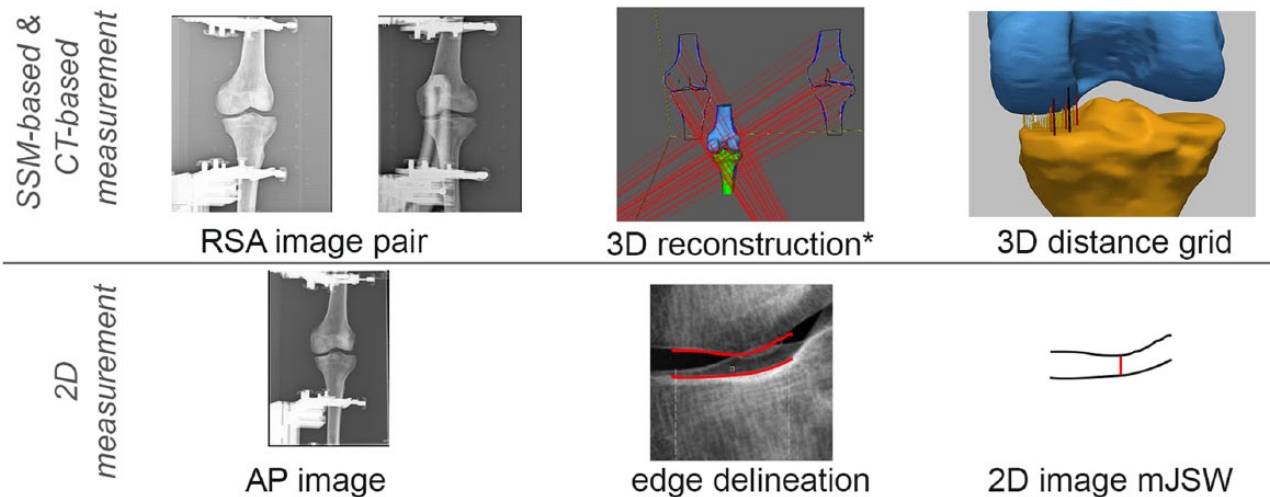 SSM-based &
CT-based
measurement
RSA image pair
3D reconstruction*
3D distance grid
2D
measurement
AP image
edge delineation
2D image mJSW